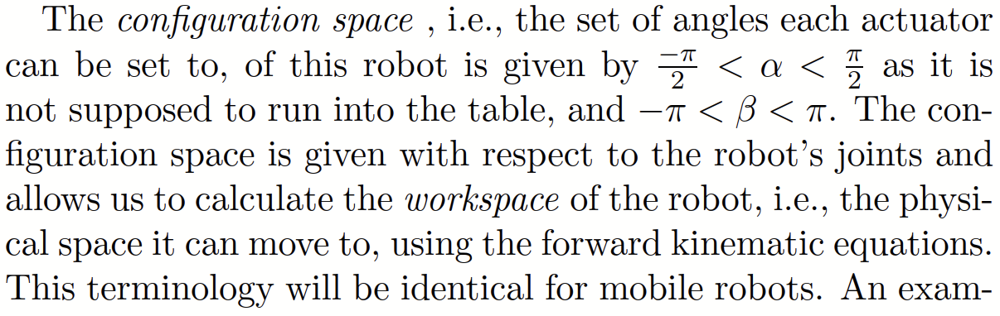 The configuration space , i.e., the set of angles each actuator
can be set to, of this robot is given by $\frac{-\pi}{2} < \alpha < \frac{\pi}{2}$ as it is
not supposed to run into the table, and $-\pi < \beta < \pi$. The con-
figuration space is given with respect to the robot's joints and
allows us to calculate the workspace of the robot, i.e., the physi-
cal space it can move to, using the forward kinematic equations.
This terminology will be identical for mobile robots. An exam-